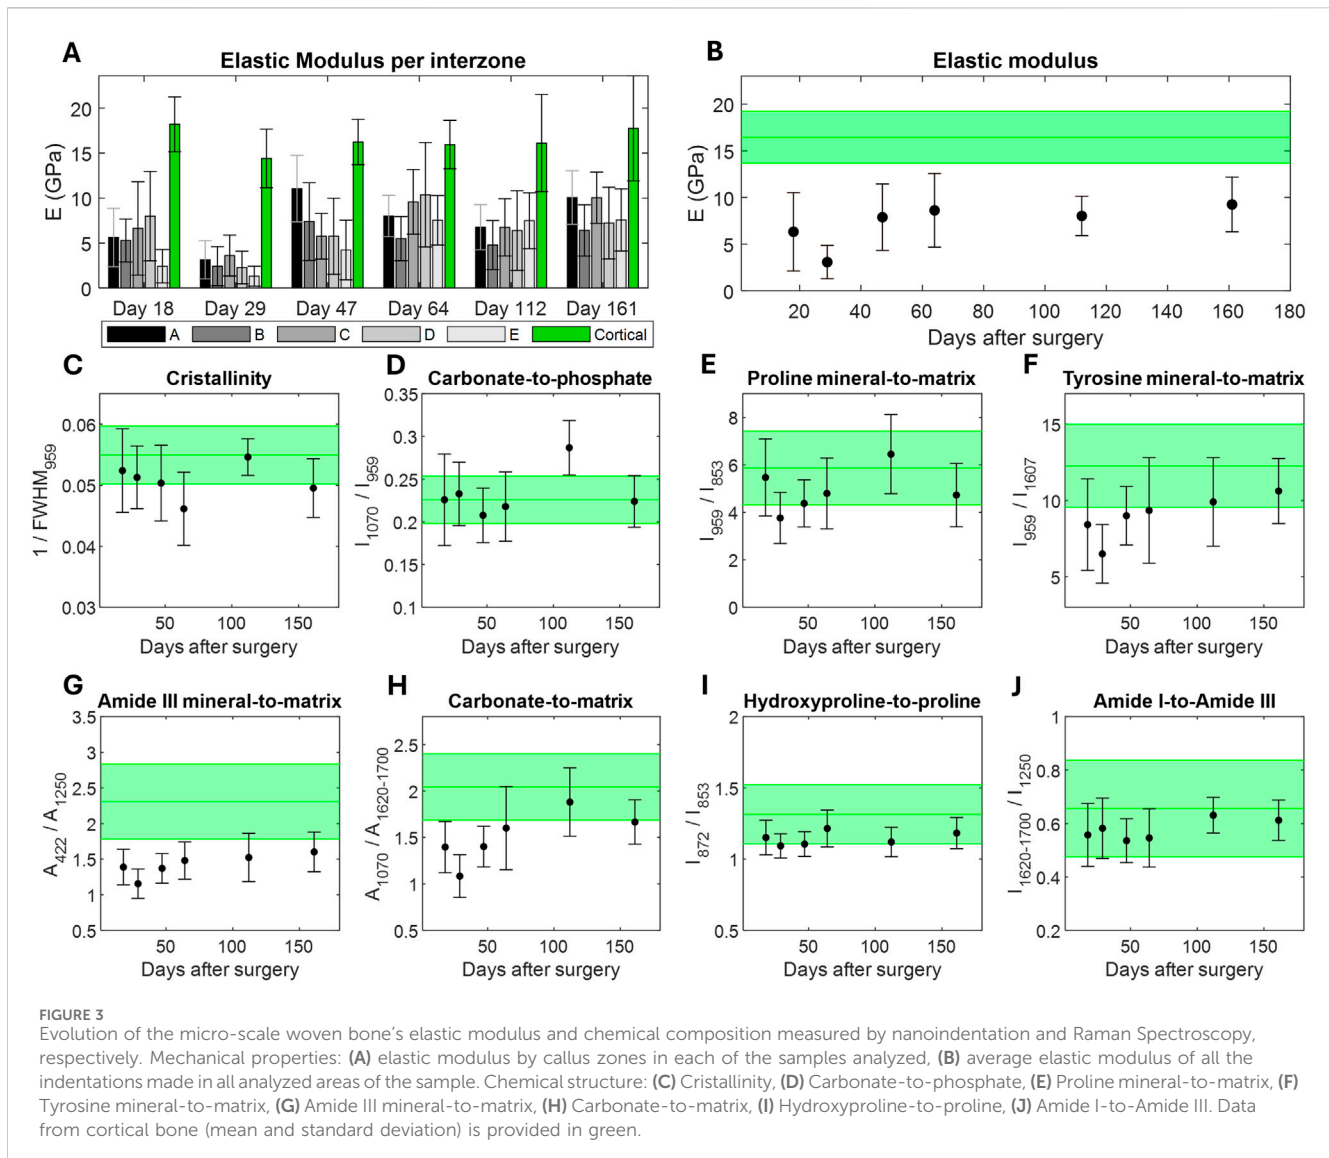 A
Elastic Modulus per interzone
E (GPa)
20
15
10
5
0
Day 18
Day 29
Day 47
Day 64
Day 112
Day 161
A
B
C
D
E
Cortical
B
Elastic modulus
E (GPa)
20
15
10
5
0
20
40
60
80
100
120
140
160
180
Days after surgery
C
Cristallinity
1 / FWHM959
0.06
0.05
0.04
0.03
50
100
150
Days after surgery
D
Carbonate-to-phosphate
I1070 / I959
0.35
0.3
0.25
0.2
0.15
0.1
50
100
150
Days after surgery
E
Proline mineral-to-matrix
I959 / I853
8
6
4
2
0
50
100
150
Days after surgery
F
Tyrosine mineral-to-matrix
I959 / I1607
15
10
5
50
100
150
Days after surgery
G
Amide III mineral-to-matrix
A422 / A1250
3.5
3
2.5
2
1.5
1
0.5
50
100
150
Days after surgery
H
Carbonate-to-matrix
A1070 / A1620-1700
2.5
2
1.5
1
0.5
50
100
150
Days after surgery
I
Hydroxyproline-to-proline
I872 / I853
2
1.5
1
0.5
50
100
150
Days after surgery
J
Amide I-to-Amide III
I1620-1700 / I1250
1
0.8
0.6
0.4
0.2
50
100
150
Days after surgery
FIGURE 3
Evolution of the micro-scale woven bone's elastic modulus and chemical composition measured by nanoindentation and Raman Spectroscopy,
respectively. Mechanical properties: (A) elastic modulus by callus zones in each of the samples analyzed, (B) average elastic modulus of all the
indentations made in all analyzed areas of the sample. Chemical structure: (C) Cristallinity, (D) Carbonate-to-phosphate, (E) Proline mineral-to-matrix, (F)
Tyrosine mineral-to-matrix, (G) Amide III mineral-to-matrix, (H) Carbonate-to-matrix, (I) Hydroxyproline-to-proline, (J) Amide I-to-Amide III. Data
from cortical bone (mean and standard deviation) is provided in green.